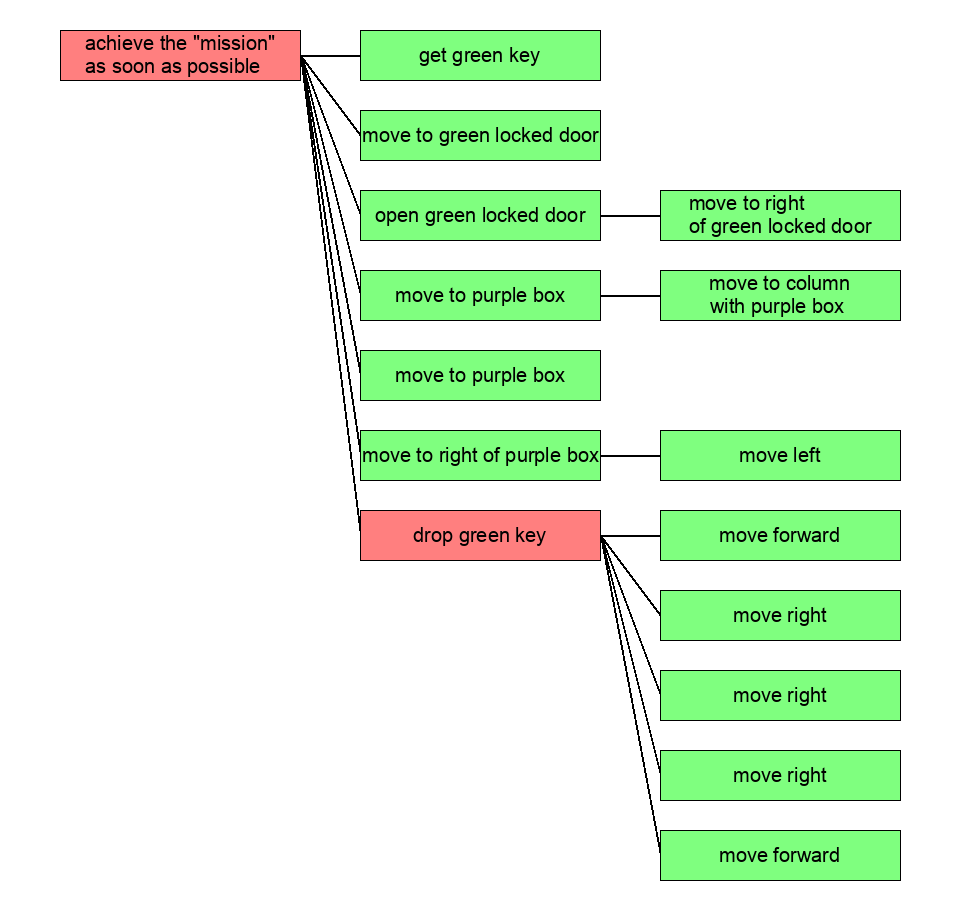 achieve the "mission"
as soon as possible
get green key
move to green locked door
open green locked door
move to right
of green locked door
move to purple box
move to column
with purple box
move to purple box
move to right of purple box
move left
drop green key
move forward
move right
move right
move right
move forward